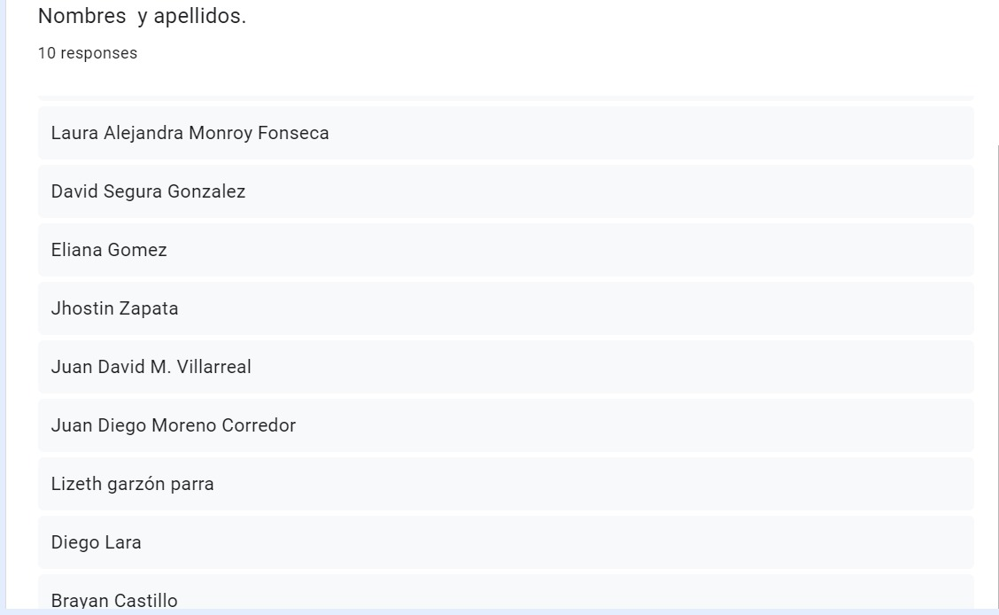 Nombres  y apellidos.
10 responses
Laura Alejandra Monroy Fonseca
David Segura Gonzalez
Eliana Gomez
Jhostin Zapata
Juan David M. Villarreal
Juan Diego Moreno Corredor
Lizeth garzón parra
Diego Lara
Brayan Castillo